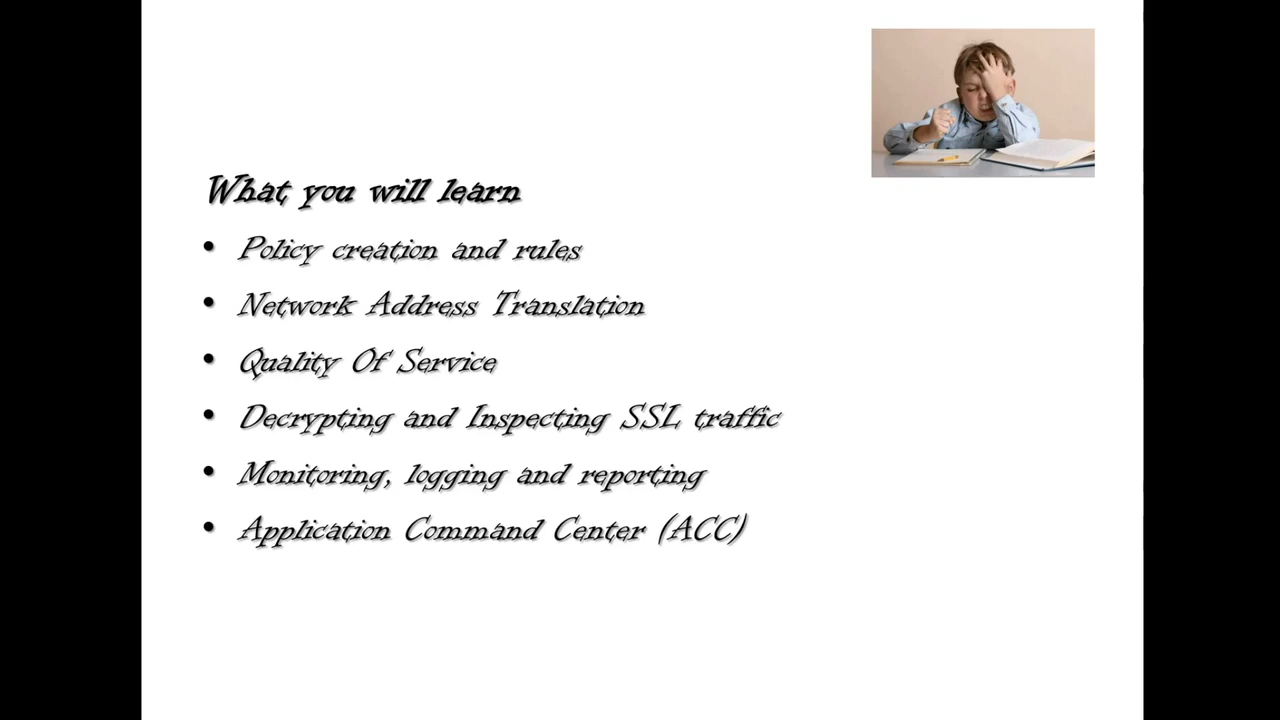 What you will learn
• Policy creation and rules
• Network Address Translation
• Quality Of Service
• Decrypting and Inspecting SSL traffic
• Monitoring, logging and reporting
• Application Command Center (ACC)